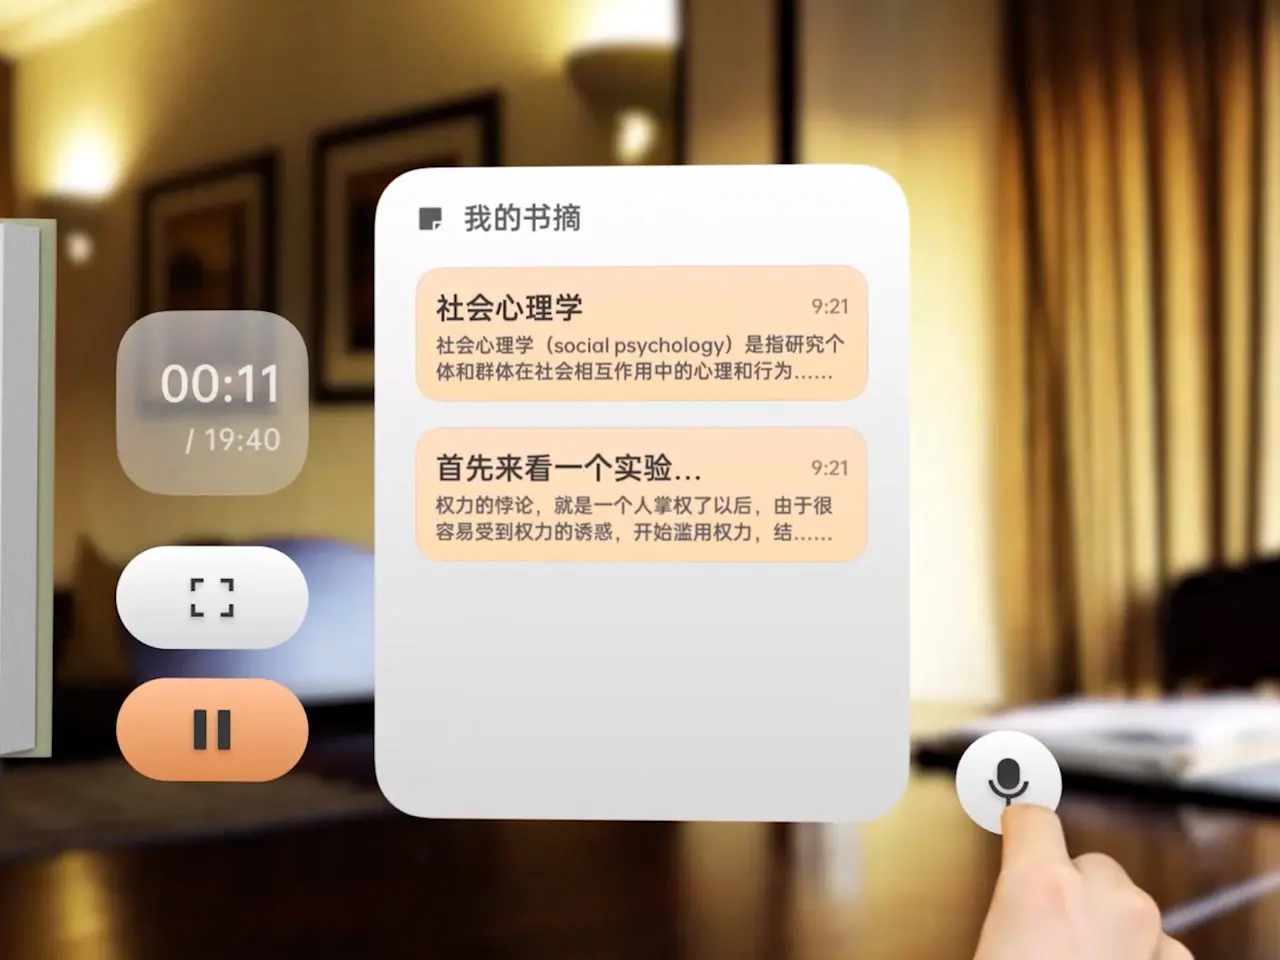 我的书摘
社会心理学 9:21
社会心理学（social psychology）是指研究个
体和群体在社会相互作用中的心理和行为……
首先来看一个实验... 9:21
权力的悖论，就是一个人掌权了以后，由于很
容易受到权力的诱惑，开始滥用权力，结……
00:11
/ 19:40